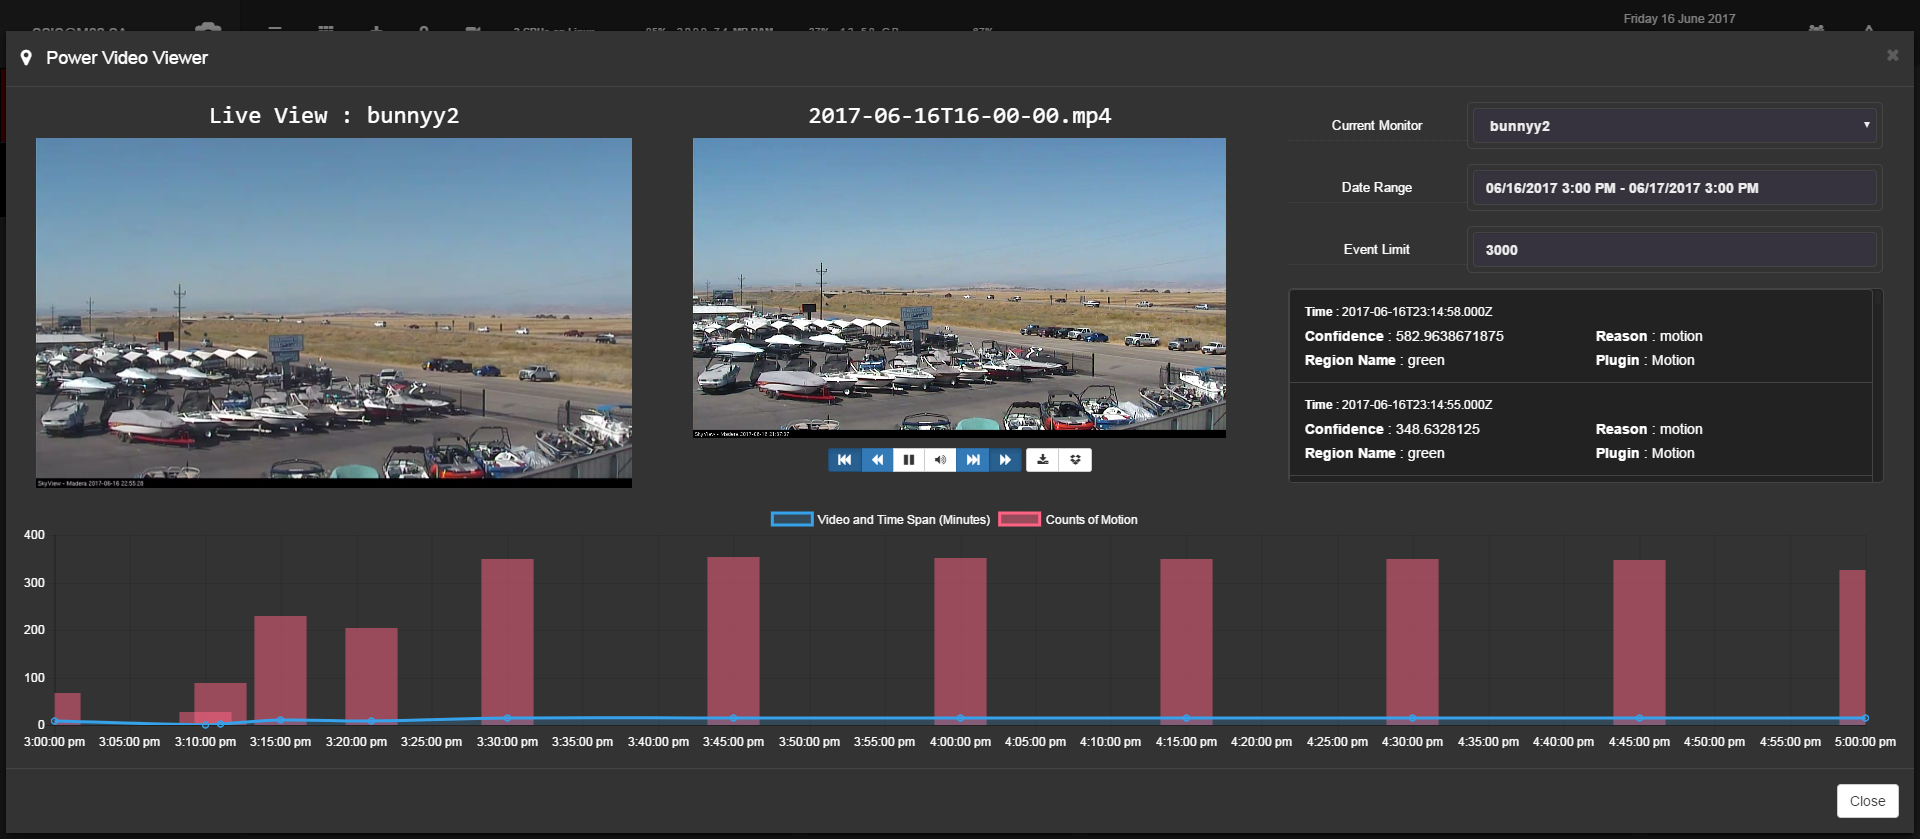 Friday 16 June 2017
Power Video Viewer
Live View : bunnyy2
2017-06-16T16-00-00.mp4
SkyView - Madera 2017-06-16 22:55:28
SkyView - Madera 2017-06-16 21:57:37
Current Monitor
bunnyy2
Date Range
06/16/2017 3:00 PM - 06/17/2017 3:00 PM
Event Limit
3000
Time : 2017-06-16T23:14:58.000Z
Confidence : 582.9638671875 Reason : motion
Region Name : green Plugin : Motion
Time : 2017-06-16T23:14:55.000Z
Confidence : 348.6328125 Reason : motion
Region Name : green Plugin : Motion
Video and Time Span (Minutes) Counts of Motion
400
300
200
100
0
3:00:00 pm 3:05:00 pm 3:10:00 pm 3:15:00 pm 3:20:00 pm 3:25:00 pm 3:30:00 pm 3:35:00 pm 3:40:00 pm 3:45:00 pm 3:50:00 pm 3:55:00 pm 4:00:00 pm 4:05:00 pm 4:10:00 pm 4:15:00 pm 4:20:00 pm 4:25:00 pm 4:30:00 pm 4:35:00 pm 4:40:00 pm 4:45:00 pm 4:50:00 pm 4:55:00 pm 5:00:00 pm
Close